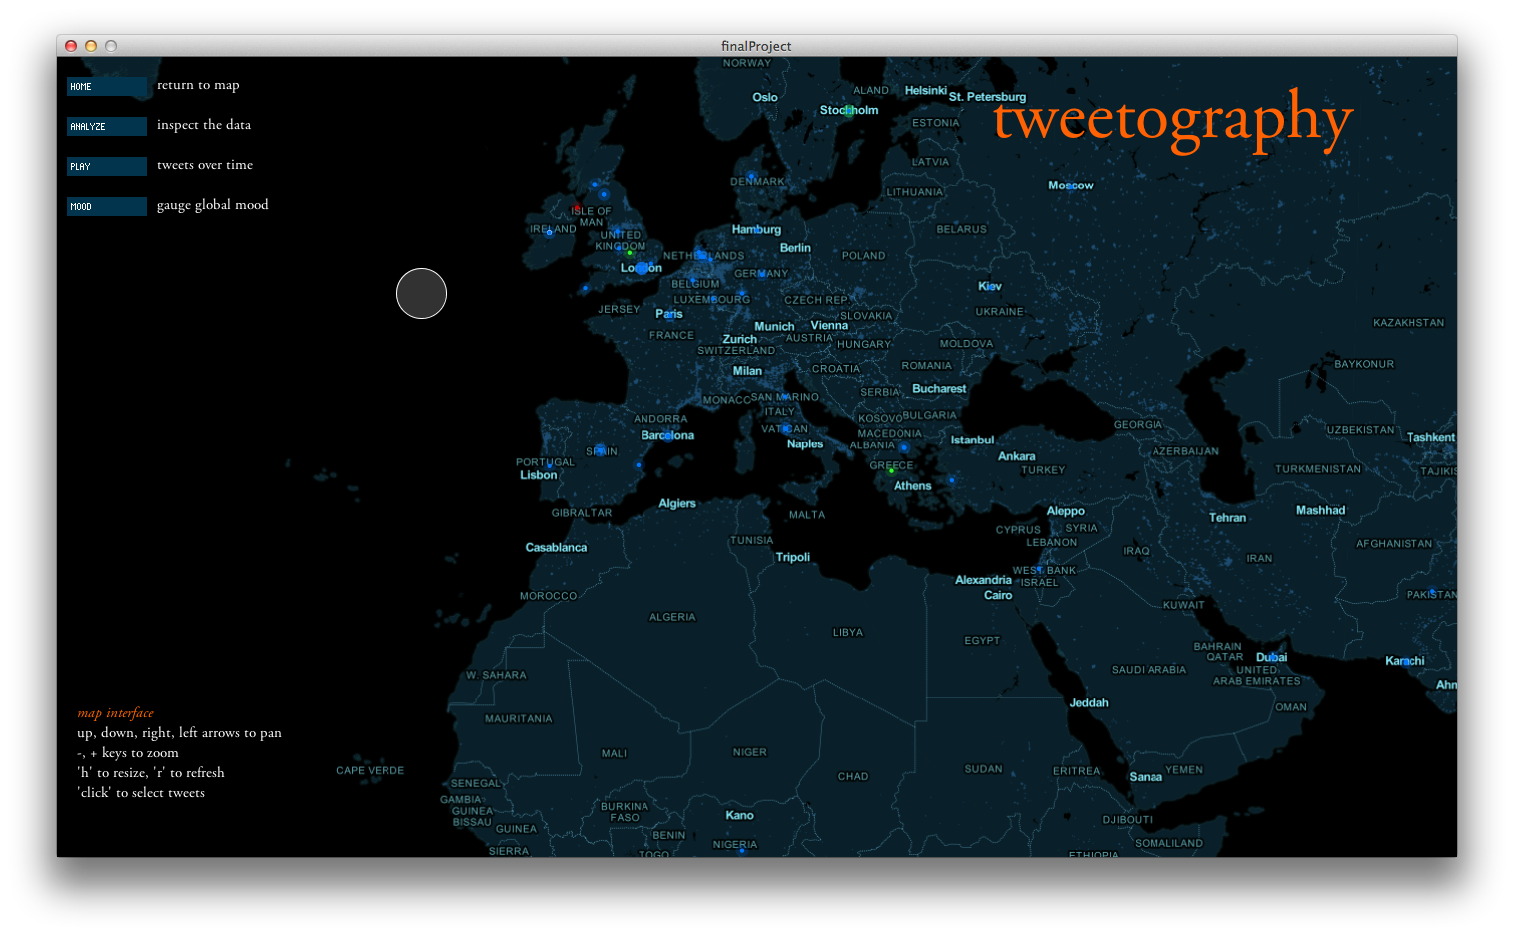 finalProject
HOME return to map
ANALYZE inspect the data
PLAY tweets over time
MOOD gauge global mood
tweetography
NORWAY
Oslo
ALAND
Helsinki
St. Petersburg
Stockholm
ESTONIA
LATVIA
DENMARK
LITHUANIA
Moscow
ISLE OF
MAN
IRELAND
UNITED
KINGDOM
Hamburg
BELARUS
Berlin
NETHERLANDS
POLAND
London
GERMANY
BELGIUM
Kiev
LUXEMBOURG
CZECH REP
JERSEY
Paris
SLOVAKIA
UKRAINE
KAZAKHSTAN
Munich
Vienna
FRANCE
Zurich
AUSTRIA
HUNGARY
MOLDOVA
SWITZERLAND
BAYKONUR
Milan
CROATIA
ROMANIA
SERBIA
Bucharest
MONACC
SAN MARINO
ITALY
ANDORRA
KOSOVO
BULGARIA
GEORGIA
VATICAN
MACEDONIA
UZBEKISTAN
Barcelona
Naples
ALBANIA
Istanbul
Tashkent
SPAIN
Ankara
AZERBAIJAN
PORTUGAL
GREECE
TURKEY
TURKMENISTAN
TAJIKIS
Lisbon
Athens
Algiers
GIBRALTAR
MALTA
Aleppo
Mashhad
Tehran
CYPRUS
SYRIA
TUNISIA
LEBANON
Casablanca
Tripoli
IRAQ
IRAN
AFGHANISTAN
WEST BANK
ISRAEL
Alexandria
Cairo
MOROCCO
PAKISTAN
KUWAIT
ALGERIA
LIBYA
EGYPT
BAHRAIN
QATAR
Dubai
Karachi
W. SAHARA
SAUDI ARABIA
UNITED
ARAB EMIRATES
Ahm
Jeddah
OMAN
MAURITANIA
MALI
NIGER
CHAD
SUDAN
ERITREA
YEMEN
Sanaa
CAPE VERDE
SENEGAL
GAMBIA
GUINEA
BISSAU
BURKINA
FASO
Kano
DJIBOUTI
GUINEA
BENIN
NIGERIA
SOMALILAND
SIERRA
TOGO
ETHIOPIA
map interface
up, down, right, left arrows to pan
-, + keys to zoom
'h' to resize, 'r' to refresh
'click' to select tweets